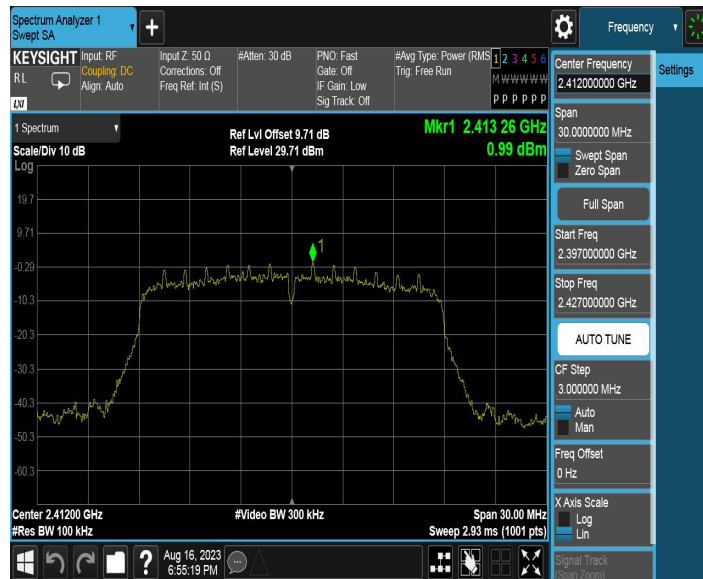 Spectrum Analyzer 1
Swept SA
+
Frequency
KEYSIGHT
RL
LXI
Input: RF
Coupling: DC
Align: Auto
Input Z: 50 Ω
Corrections: Off
Freq Ref: Int (S)
#Atten: 30 dB
PNO: Fast
Gate: Off
IF Gain: Low
Sig Track: Off
#Avg Type: Power (RMS
Trig: Free Run
1 2 3 4 5 6
M W W W W W
P P P P P P
Center Frequency
2.412000000 GHz
Settings
Span
30.0000000 MHz
Swept Span
Zero Span
Full Span
Start Freq
2.397000000 GHz
Stop Freq
2.427000000 GHz
AUTO TUNE
CF Step
3.000000 MHz
Auto
Man
Freq Offset
0 Hz
X Axis Scale
Log
Lin
Signal Track
(Span Zoom)
1 Spectrum
Scale/Div 10 dB
Log
Ref Lvl Offset 9.71 dB
Ref Level 29.71 dBm
Mkr1 2.413 26 GHz
0.99 dBm
19.7
9.71
1
-0.29
-10.3
-20.3
-30.3
-40.3
-50.3
-60.3
Center 2.41200 GHz
#Res BW 100 kHz
#Video BW 300 kHz
Span 30.00 MHz
Sweep 2.93 ms (1001 pts)
?
Aug 16, 2023
6:55:19 PM